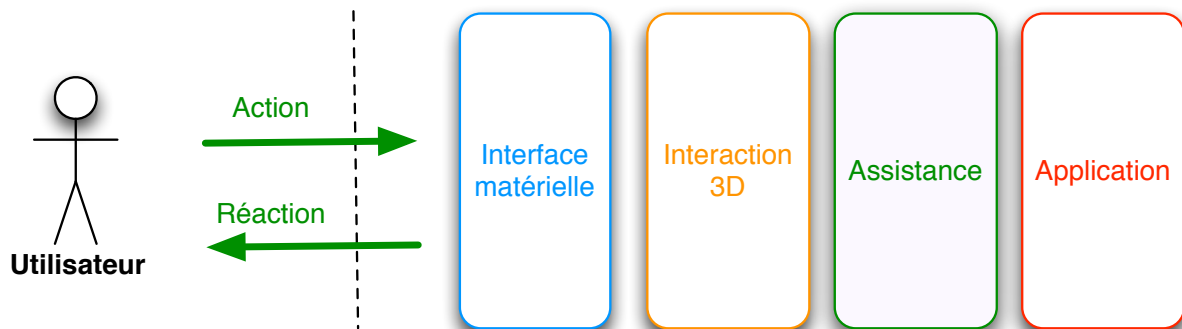 Action
Réaction
Utilisateur
Interface
matérielle
Interaction
3D
Assistance
Application